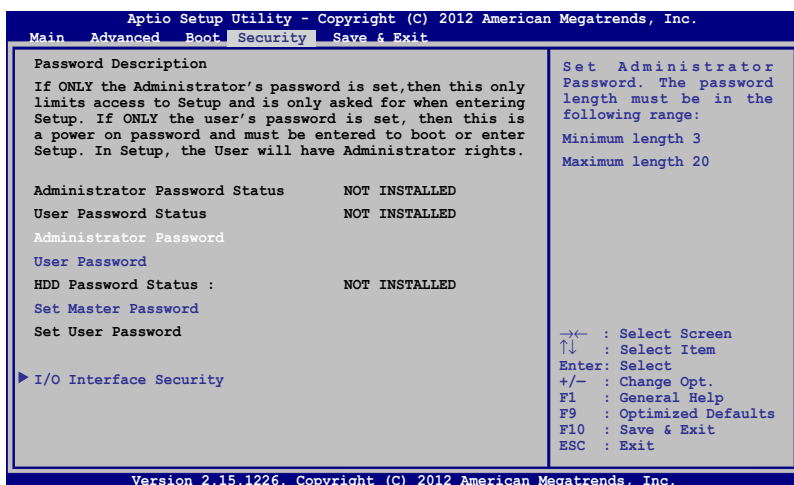 Aptio Setup Utility - Copyright (C) 2012 American Megatrends, Inc.
Main Advanced Boot Security Save & Exit
Password Description
If ONLY the Administrator's password is set,then this only
limits access to Setup and is only asked for when entering
Setup. If ONLY the user's password is set, then this is
a power on password and must be entered to boot or enter
Setup. In Setup, the User will have Administrator rights.
Administrator Password Status NOT INSTALLED
User Password Status NOT INSTALLED
Administrator Password
User Password
HDD Password Status : NOT INSTALLED
Set Master Password
Set User Password
I/O Interface Security
Set Administrator
Password. The password
length must be in the
following range:
Minimum length 3
Maximum length 20
→← : Select Screen
↑↓ : Select Item
Enter: Select
+/— : Change Opt.
F1 : General Help
F9 : Optimized Defaults
F10 : Save & Exit
ESC : Exit
Version 2.15.1226. Copyright (C) 2012 American Megatrends, Inc.